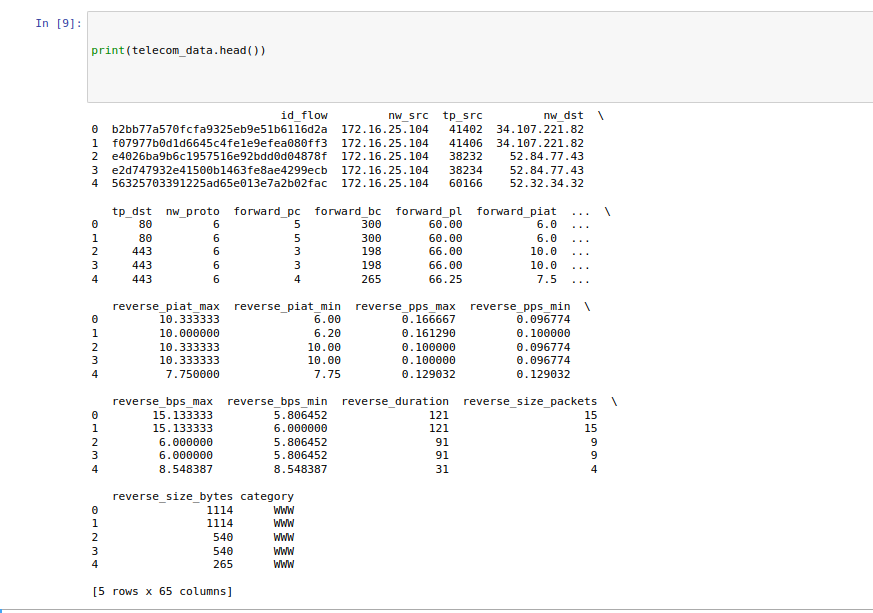 In [9]:
print(telecom_data.head())
id_flow nw_src tp_src nw_dst \
0 b2bb77a570fcfa9325eb9e51b6116d2a 172.16.25.104 41402 34.107.221.82
1 f07977b0d1d6645c4fe1e9efea080ff3 172.16.25.104 41406 34.107.221.82
2 e4026ba9b6c1957516e92bdd0d04878f 172.16.25.104 38232 52.84.77.43
3 e2d747932e41500b1463fe8ae4299ecb 172.16.25.104 38234 52.84.77.43
4 56325703391225ad65e013e7a2b02fac 172.16.25.104 60166 52.32.34.32
tp_dst nw_proto forward_pc forward_bc forward_pl forward_piat ... \
0 80 6 5 300 60.00 6.0 ...
1 80 6 5 300 60.00 6.0 ...
2 443 6 3 198 66.00 10.0 ...
3 443 6 3 198 66.00 10.0 ...
4 443 6 4 265 66.25 7.5 ...
reverse_piat_max reverse_piat_min reverse_pps_max reverse_pps_min \
0 10.333333 6.00 0.166667 0.096774
1 10.000000 6.20 0.161290 0.100000
2 10.333333 10.00 0.100000 0.096774
3 10.333333 10.00 0.100000 0.096774
4 7.750000 7.75 0.129032 0.129032
reverse_bps_max reverse_bps_min reverse_duration reverse_size_packets \
0 15.133333 5.806452 121 15
1 15.133333 6.000000 121 15
2 6.000000 5.806452 91 9
3 6.000000 5.806452 91 9
4 8.548387 8.548387 31 4
reverse_size_bytes category
0 1114 WWW
1 1114 WWW
2 540 WWW
3 540 WWW
4 265 WWW
[5 rows x 65 columns]